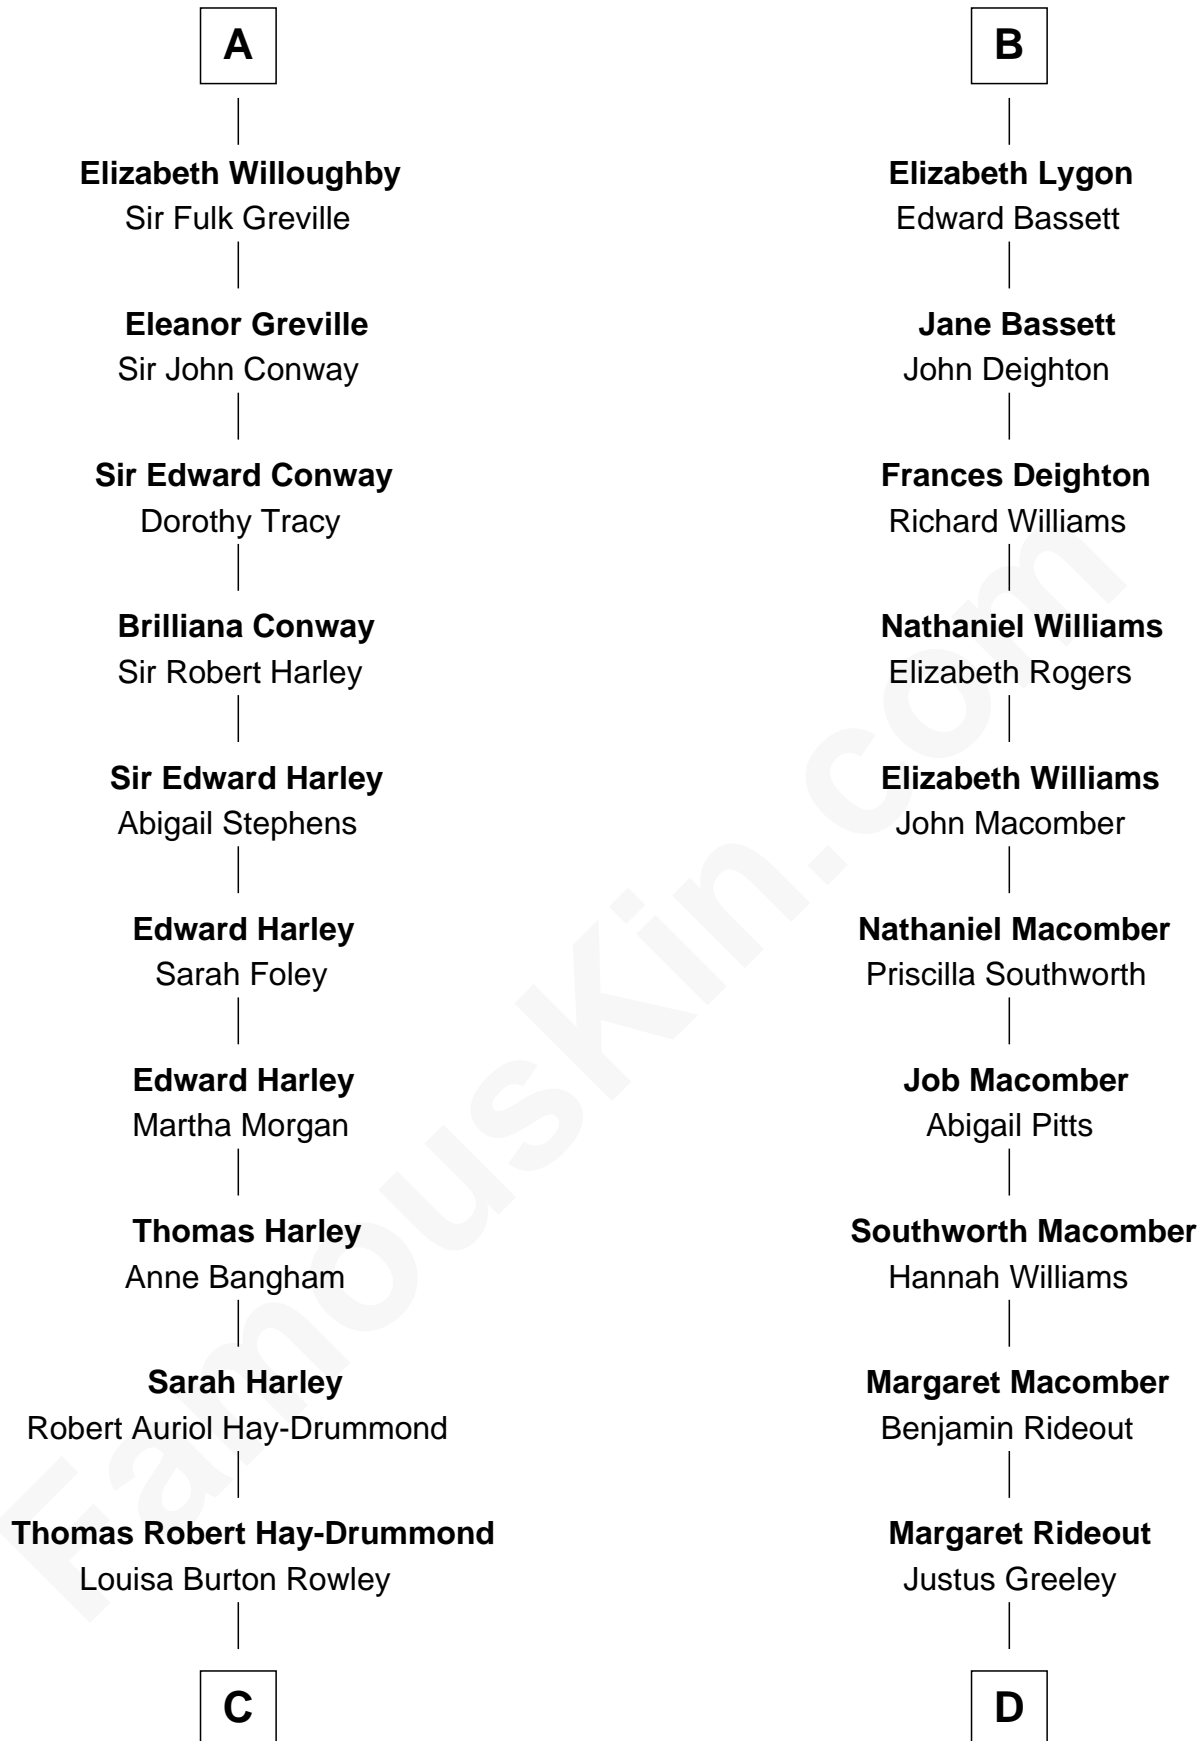 A
Elizabeth Willoughby
Sir Fulk Greville
Eleanor Greville
Sir John Conway
Sir Edward Conway
Dorothy Tracy
Brilliana Conway
Sir Robert Harley
Sir Edward Harley
Abigail Stephens
Edward Harley
Sarah Foley
Edward Harley
Martha Morgan
Thomas Harley
Anne Bangham
Sarah Harley
Robert Auriol Hay-Drummond
Thomas Robert Hay-Drummond
Louisa Burton Rowley
C
B
Elizabeth Lygon
Edward Bassett
Jane Bassett
John Deighton
Frances Deighton
Richard Williams
Nathaniel Williams
Elizabeth Rogers
Elizabeth Williams
John Macomber
Nathaniel Macomber
Priscilla Southworth
Job Macomber
Abigail Pitts
Southworth Macomber
Hannah Williams
Margaret Macomber
Benjamin Rideout
Margaret Rideout
Justus Greeley
D
FamousKin.com